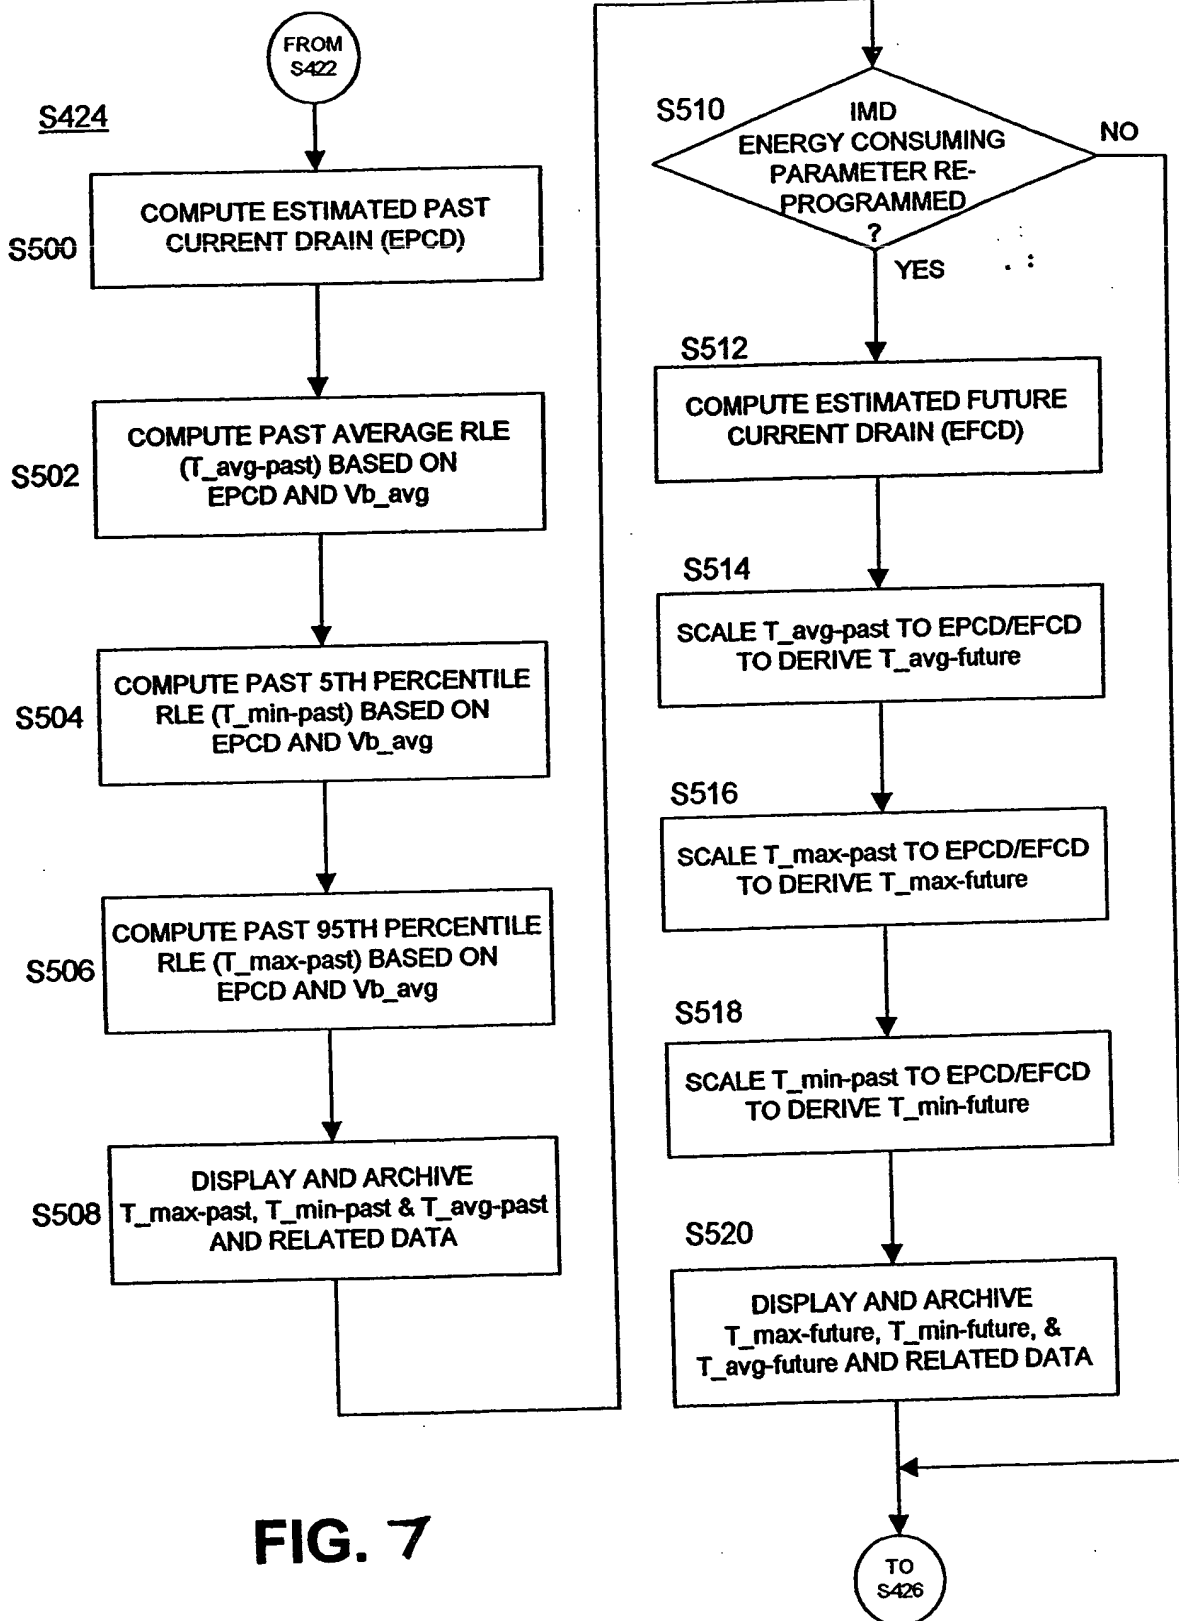 FROM
S422
S424
S500
COMPUTE ESTIMATED PAST
CURRENT DRAIN (EPCD)
S502
COMPUTE PAST AVERAGE RLE
(T_avg-past) BASED ON
EPCD AND Vb_avg
S504
COMPUTE PAST 5TH PERCENTILE
RLE (T_min-past) BASED ON
EPCD AND Vb_avg
S506
COMPUTE PAST 95TH PERCENTILE
RLE (T_max-past) BASED ON
EPCD AND Vb_avg
S508
DISPLAY AND ARCHIVE
T_max-past, T_min-past & T_avg-past
AND RELATED DATA
S510
IMD
ENERGY CONSUMING
PARAMETER RE-
PROGRAMMED
?
NO
YES
S512
COMPUTE ESTIMATED FUTURE
CURRENT DRAIN (EFCD)
S514
SCALE T_avg-past TO EPCD/EFCD
TO DERIVE T_avg-future
S516
SCALE T_max-past TO EPCD/EFCD
TO DERIVE T_max-future
S518
SCALE T_min-past TO EPCD/EFCD
TO DERIVE T_min-future
S520
DISPLAY AND ARCHIVE
T_max-future, T_min-future, &
T_avg-future AND RELATED DATA
TO
S426
FIG. 7